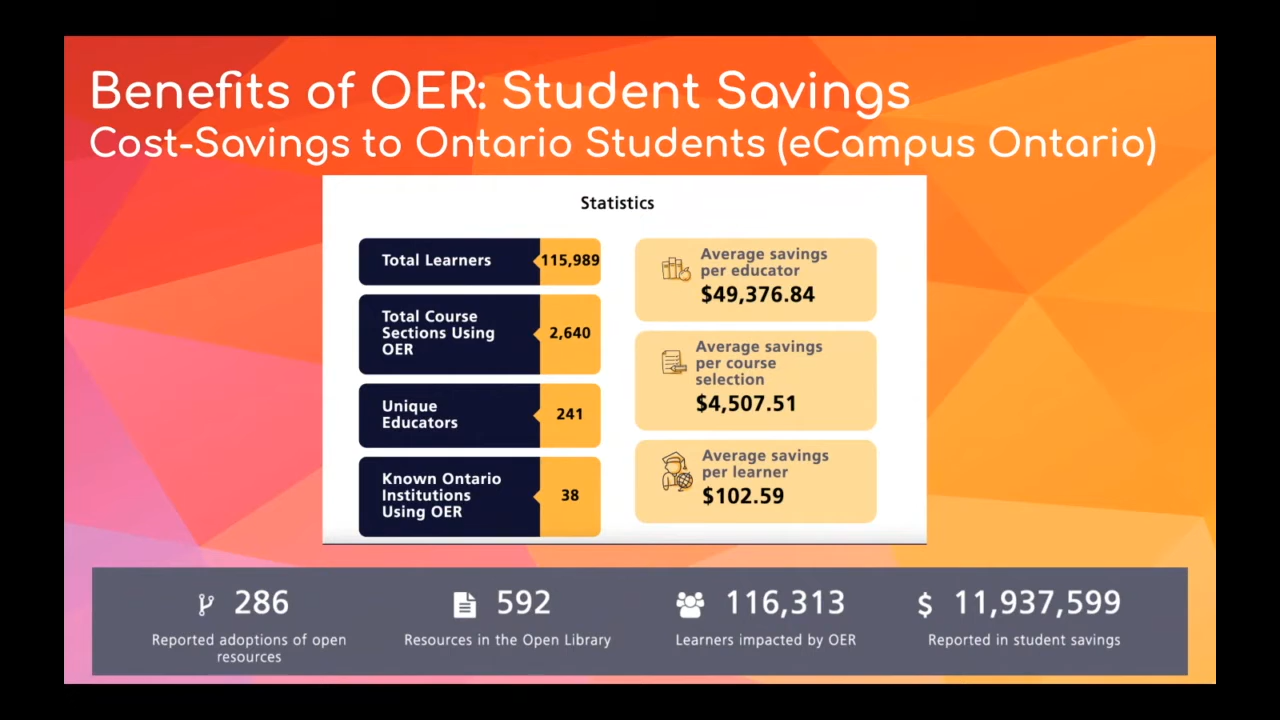 Benefits of OER: Student Savings
Cost-Savings to Ontario Students (eCampus Ontario)
Statistics
Total Learners
115,989
Total Course
Sections Using
OER
2,640
Unique
Educators
241
Known Ontario
Institutions
Using OER
38
Average savings
per educator
$49,376.84
Average savings
per course
selection
$4,507.51
Average savings
per learner
$102.59
286
Reported adoptions of open
resources
592
Resources in the Open Library
116,313
Learners impacted by OER
$ 11,937,599
Reported in student savings